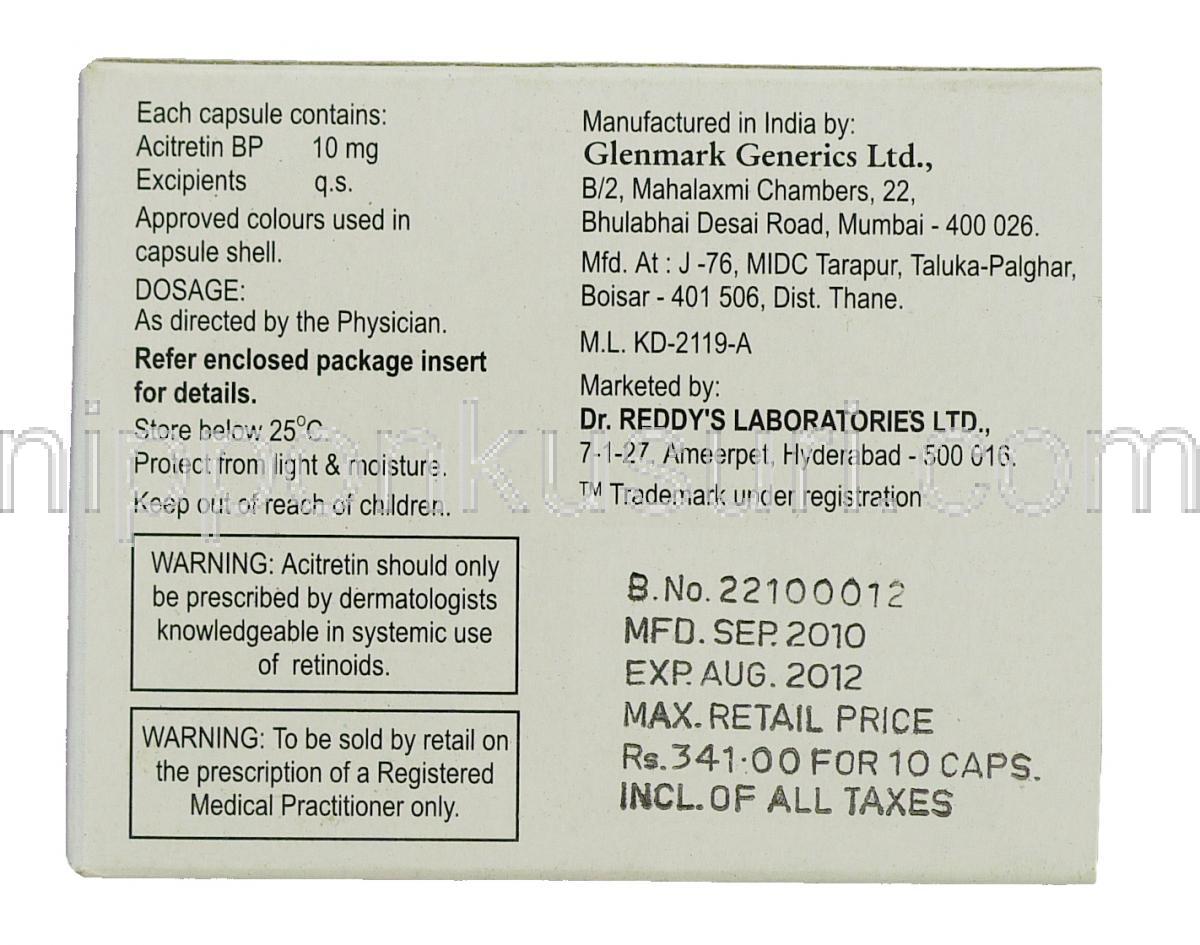 Each capsule contains:
Acitretin BP 10 mg
Excipients q.s.
Approved colours used in
capsule shell.
DOSAGE:
As directed by the Physician.
Refer enclosed package insert
for details.
Store below 25°C.
Protect from light & moisture.
Keep out of reach of children.
WARNING: Acitretin should only
be prescribed by dermatologists
knowledgeable in systemic use
of retinoids.
WARNING: To be sold by retail on
the prescription of a Registered
Medical Practitioner only.
Manufactured in India by:
Glenmark Generics Ltd.,
B/2, Mahalaxmi Chambers, 22,
Bhulabhai Desai Road, Mumbai - 400 026.
Mfd. At : J -76, MIDC Tarapur, Taluka-Palghar,
Boisar - 401 506, Dist. Thane.
M.L. KD-2119-A
Marketed by:
Dr. REDDY'S LABORATORIES LTD.,
7-1-27, Ameerpet, Hyderabad - 500 016.
™ Trademark under registration
B.No. 22100012
MFD. SEP. 2010
EXP. AUG. 2012
MAX. RETAIL PRICE
Rs. 341.00 FOR 10 CAPS.
INCL. OF ALL TAXES
nipponkusuri.com